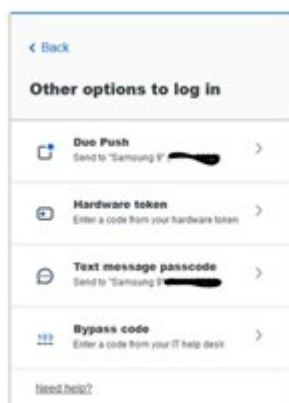 Back
Other options to log in
Duo Push
Send to "Samsung 9"
Hardware token
Enter a code from your hardware token
Text message passcode
Send to "Samsung 9"
Bypass code
Enter a code from your IT help desk
Need help?